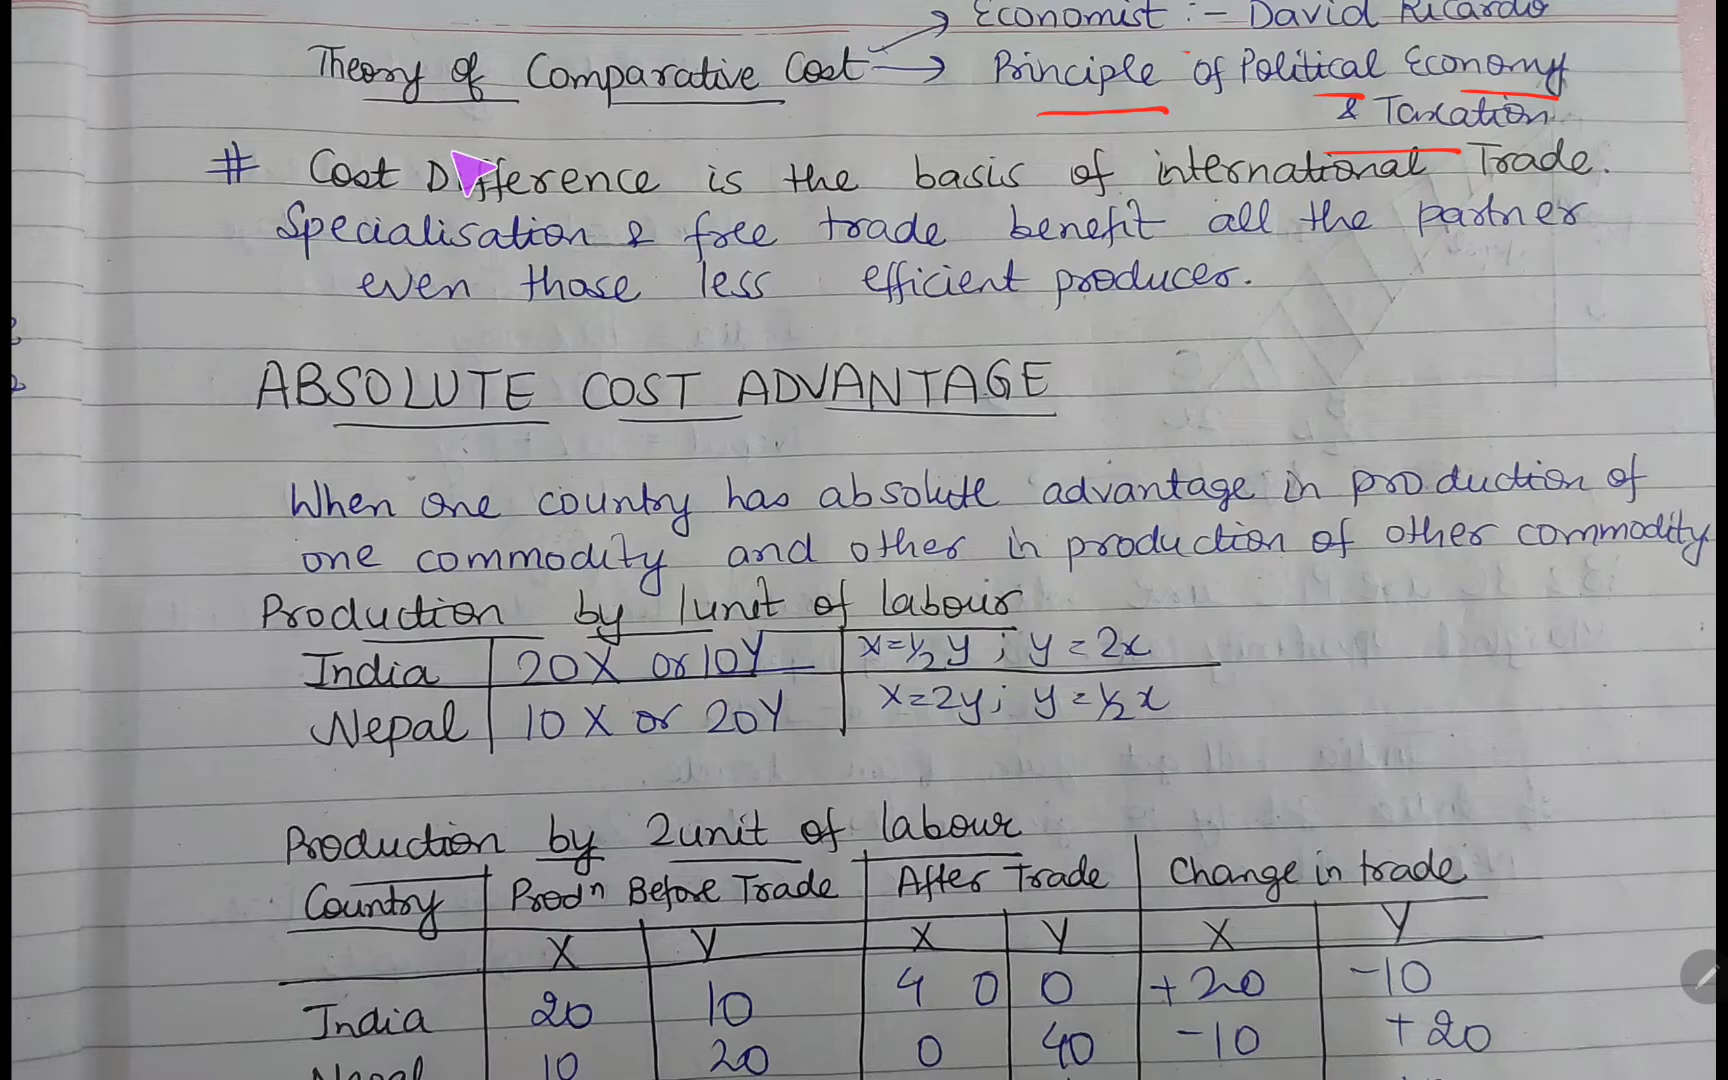 Economist :- David Ricardo
Theory of Comparative Cost → Principle of Political Economy
& Taxation
# Cost Difference is the basis of international Trade.
Specialisation & free trade benefit all the partner
even those less efficient producer.
ABSOLUTE COST ADVANTAGE
When one country has absolute advantage in production of
one commodity and other in production of other commodity
Production by 1unit of labour
India 20X or 10Y x=1/2y ; y=2x
Nepal 10X or 20Y x=2y; y=1/2x
Production by 2unit of labour
Country Prodⁿ Before Trade After Trade Change in trade
X Y X Y X Y
India 20 10 40 0 +20 -10
Nepal 10 20 0 40 -10 +20